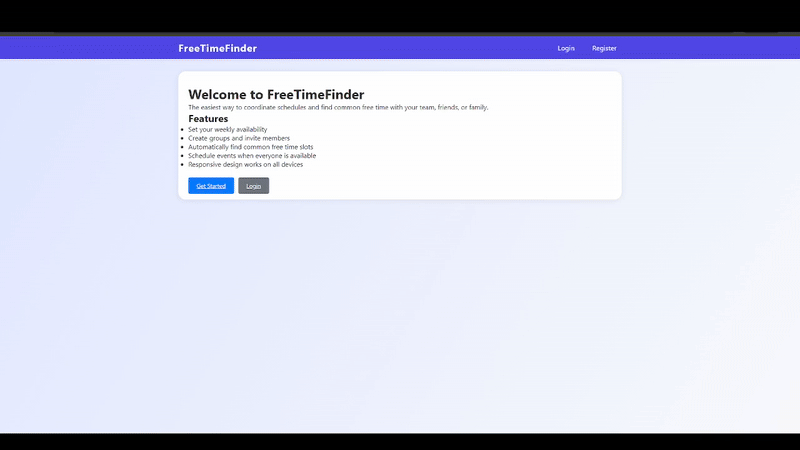 FreeTimeFinder
Login Register
Welcome to FreeTimeFinder
The easiest way to coordinate schedules and find common free time with your team, friends, or family.
Features
Set your weekly availability
Create groups and invite members
Automatically find common free time slots
Schedule events when everyone is available
Responsive design works on all devices
Get Started Login